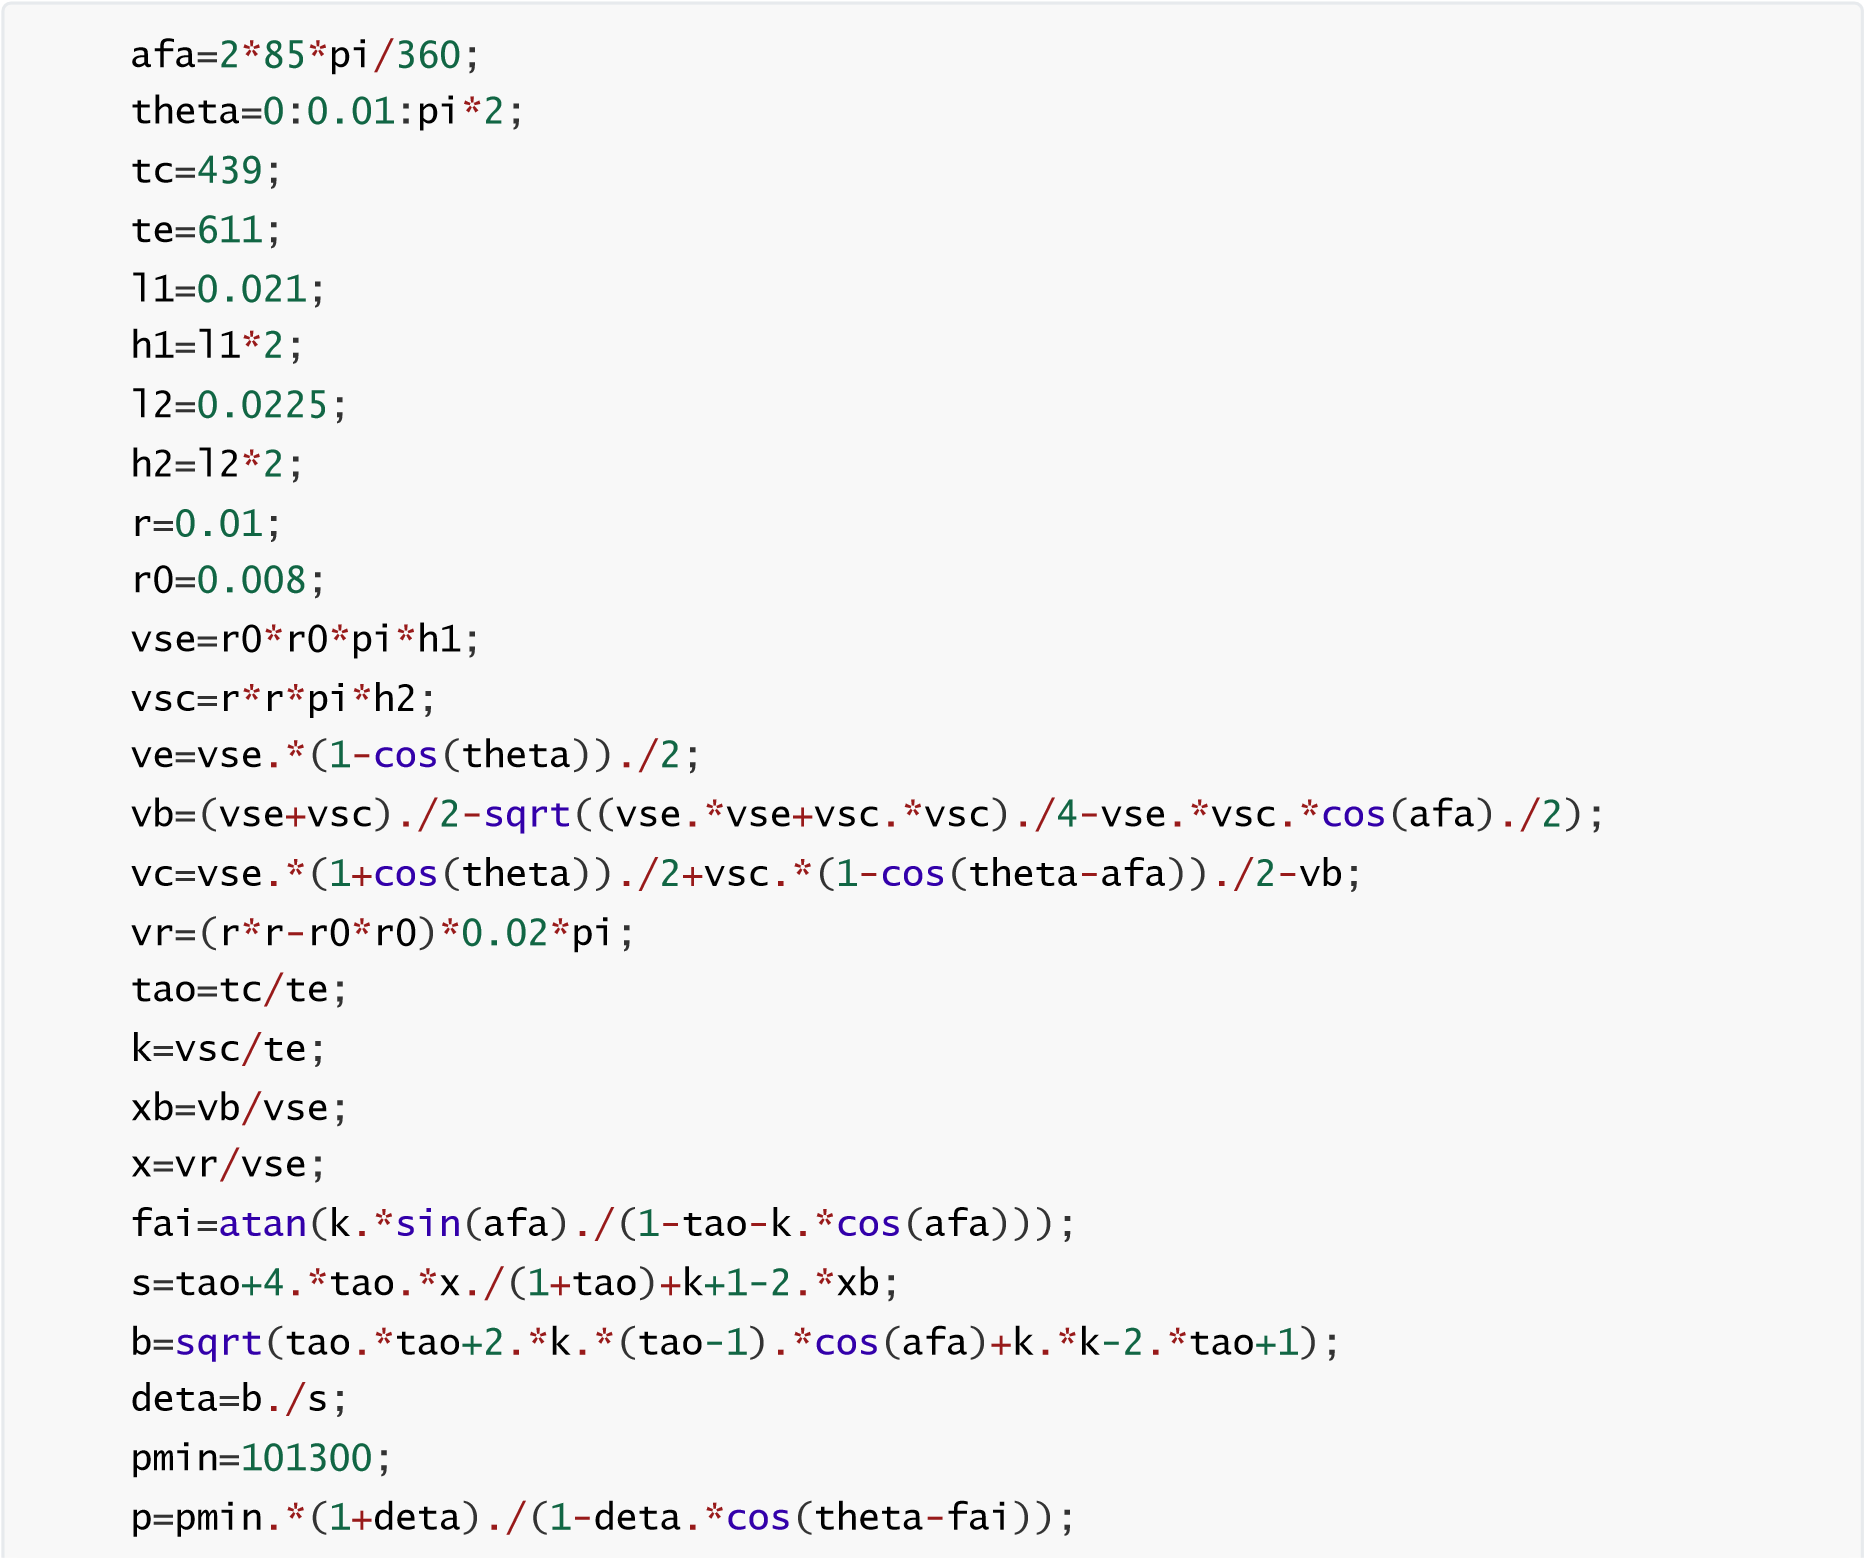 afa=2*85*pi/360;
theta=0:0.01:pi*2;
tc=439;
te=611;
l1=0.021;
h1=l1*2;
l2=0.0225;
h2=l2*2;
r=0.01;
r0=0.008;
vse=r0*r0*pi*h1;
vsc=r*r*pi*h2;
ve=vse.*(1-cos(theta))./2;
vb=(vse+vsc)./2-sqrt((vse.*vse+vsc.*vsc)./4-vse.*vsc.*cos(afa)./2);
vc=vse.*(1+cos(theta))./2+vsc.*(1-cos(theta-afa))./2-vb;
vr=(r*r-r0*r0)*0.02*pi;
tao=tc/te;
k=vsc/te;
xb=vb/vse;
x=vr/vse;
fai=atan(k.*sin(afa)./(1-tao-k.*cos(afa)));
s=tao+4.*tao.*x./(1+tao)+k+1-2.*xb;
b=sqrt(tao.*tao+2.*k.*(tao-1).*cos(afa)+k.*k-2.*tao+1);
deta=b./s;
pmin=101300;
p=pmin.*(1+deta)./(1-deta.*cos(theta-fai));